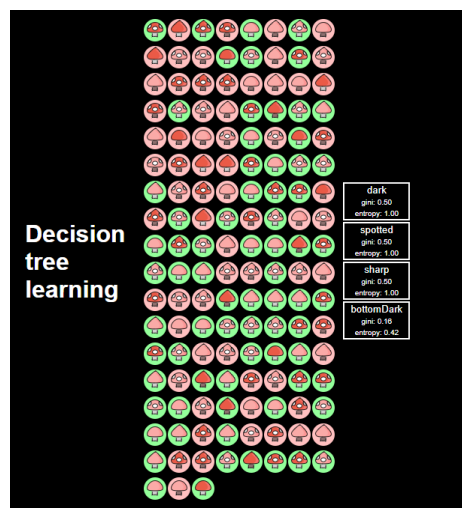 Decision
tree
learning
dark
gini: 0.50
entropy: 1.00
spotted
gini: 0.50
entropy: 1.00
sharp
gini: 0.50
entropy: 1.00
bottomDark
gini: 0.16
entropy: 0.42